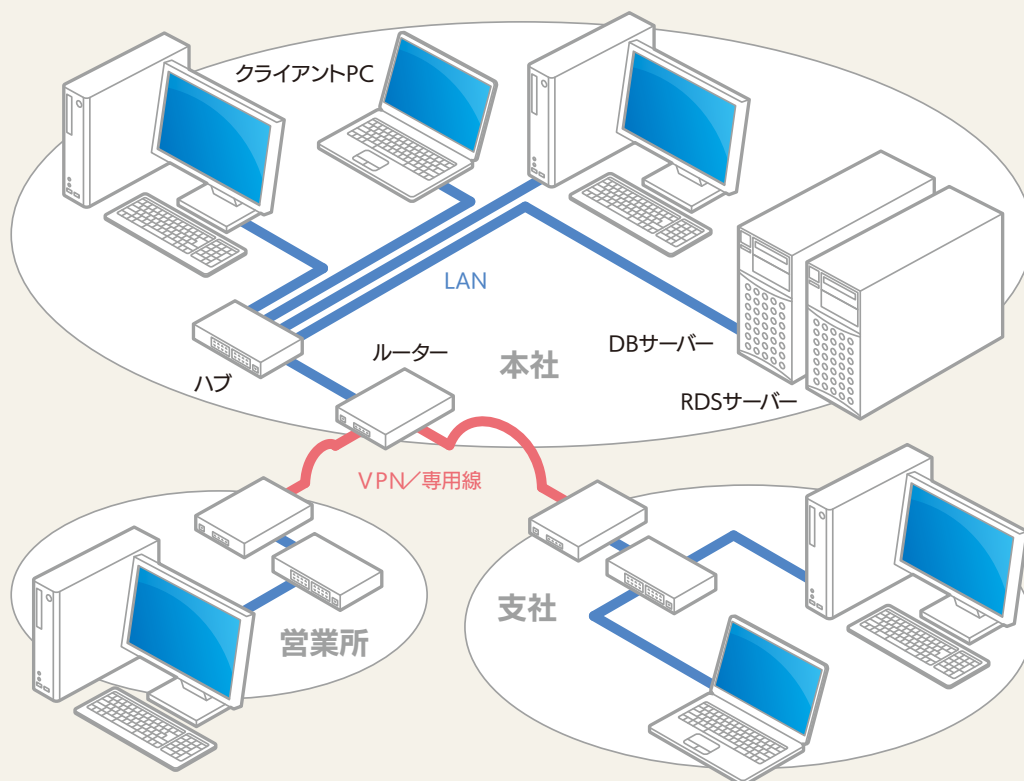 クライアントPC
LAN
DBサーバー
ルーター
本社
ハブ
RDSサーバー
VPN／専用線
支社
営業所